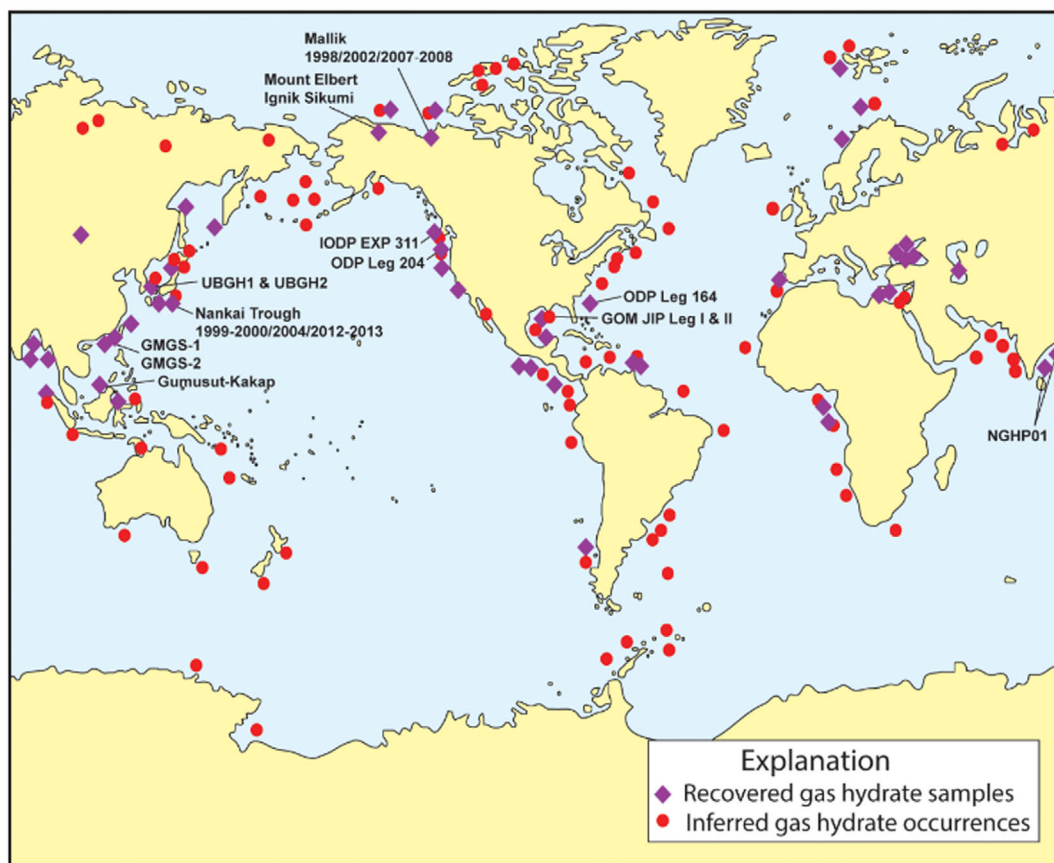 Mallik
1998/2002/2007-2008
Mount Elbert
Ignik Sikumi
IODP EXP 311
ODP Leg 204
UBGH1 & UBGH2
ODP Leg 164
Nankai Trough
1999-2000/2004/2012-2013
GOM JIP Leg I & II
GMGS-1
GMGS-2
Gumusut-Kakap
NGHP01
Explanation
Recovered gas hydrate samples
Inferred gas hydrate occurrences